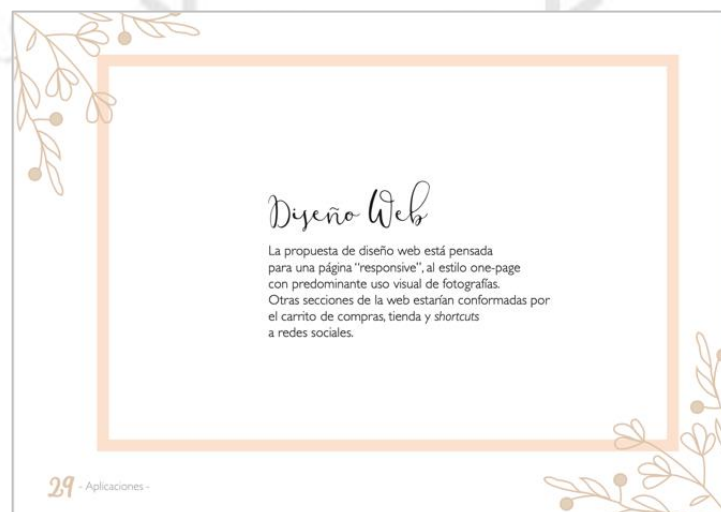 Diseño Web
La propuesta de diseño web está pensada
para una página “responsive”, al estilo one-page
con predominante uso visual de fotografías.
Otras secciones de la web estarían conformadas por
el carrito de compras, tienda y shortcuts
a redes sociales.
29 - Aplicaciones -